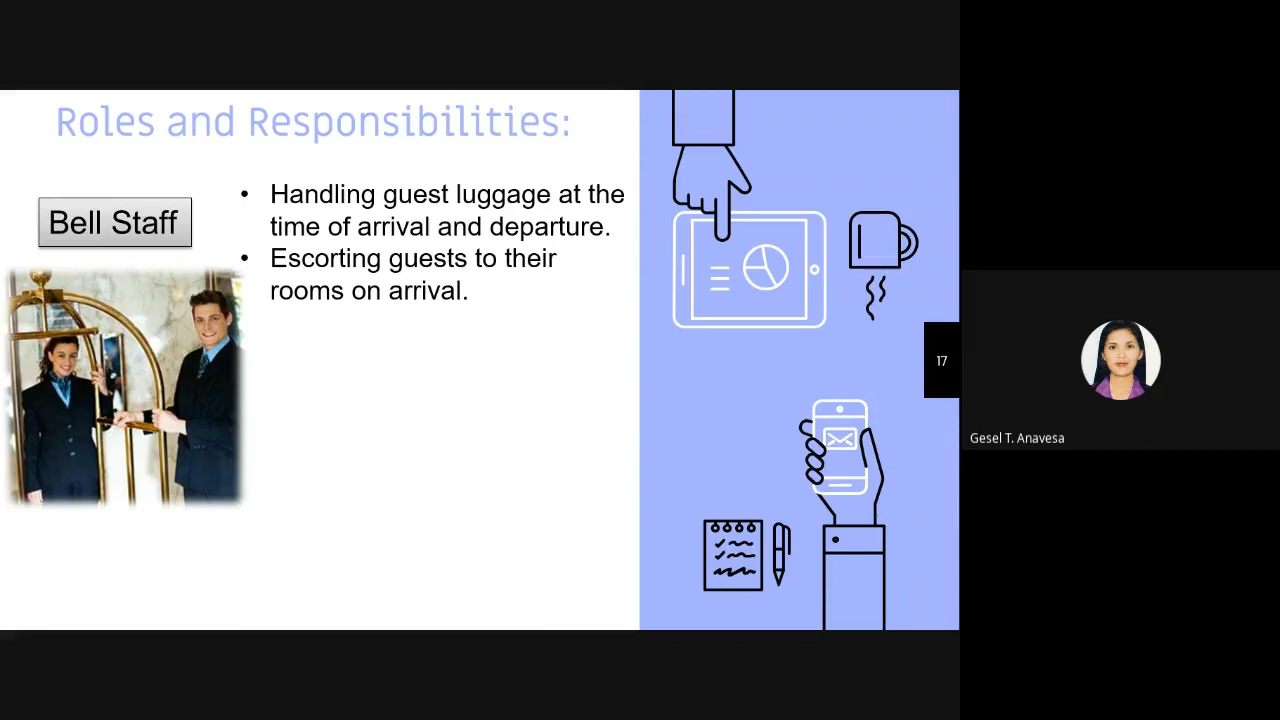 Roles and Responsibilities:
Bell Staff
• Handling guest luggage at the
time of arrival and departure.
• Escorting guests to their
rooms on arrival.
17
Gesel T. Anavesa